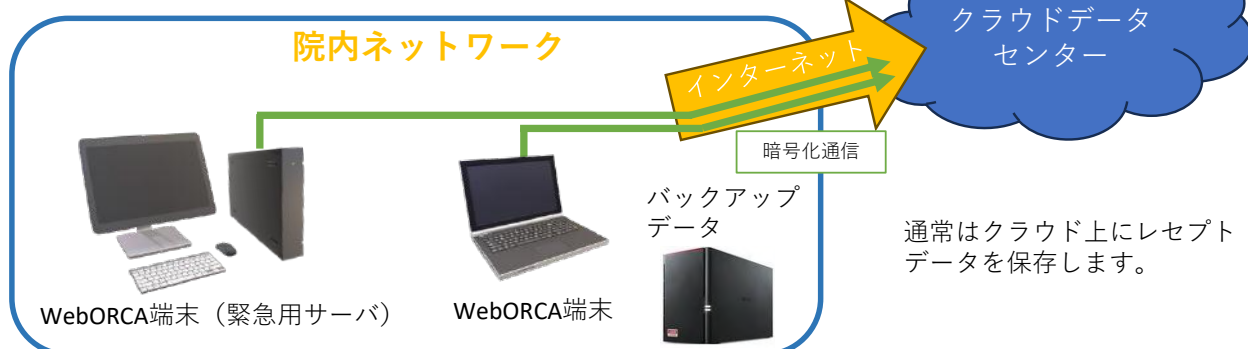 院内ネットワーク
インターネット
クラウドデータ
センター
暗号化通信
バックアップ
データ
通常はクラウド上にレセプト
データを保存します。
WebORCA端末（緊急用サーバ）
WebORCA端末